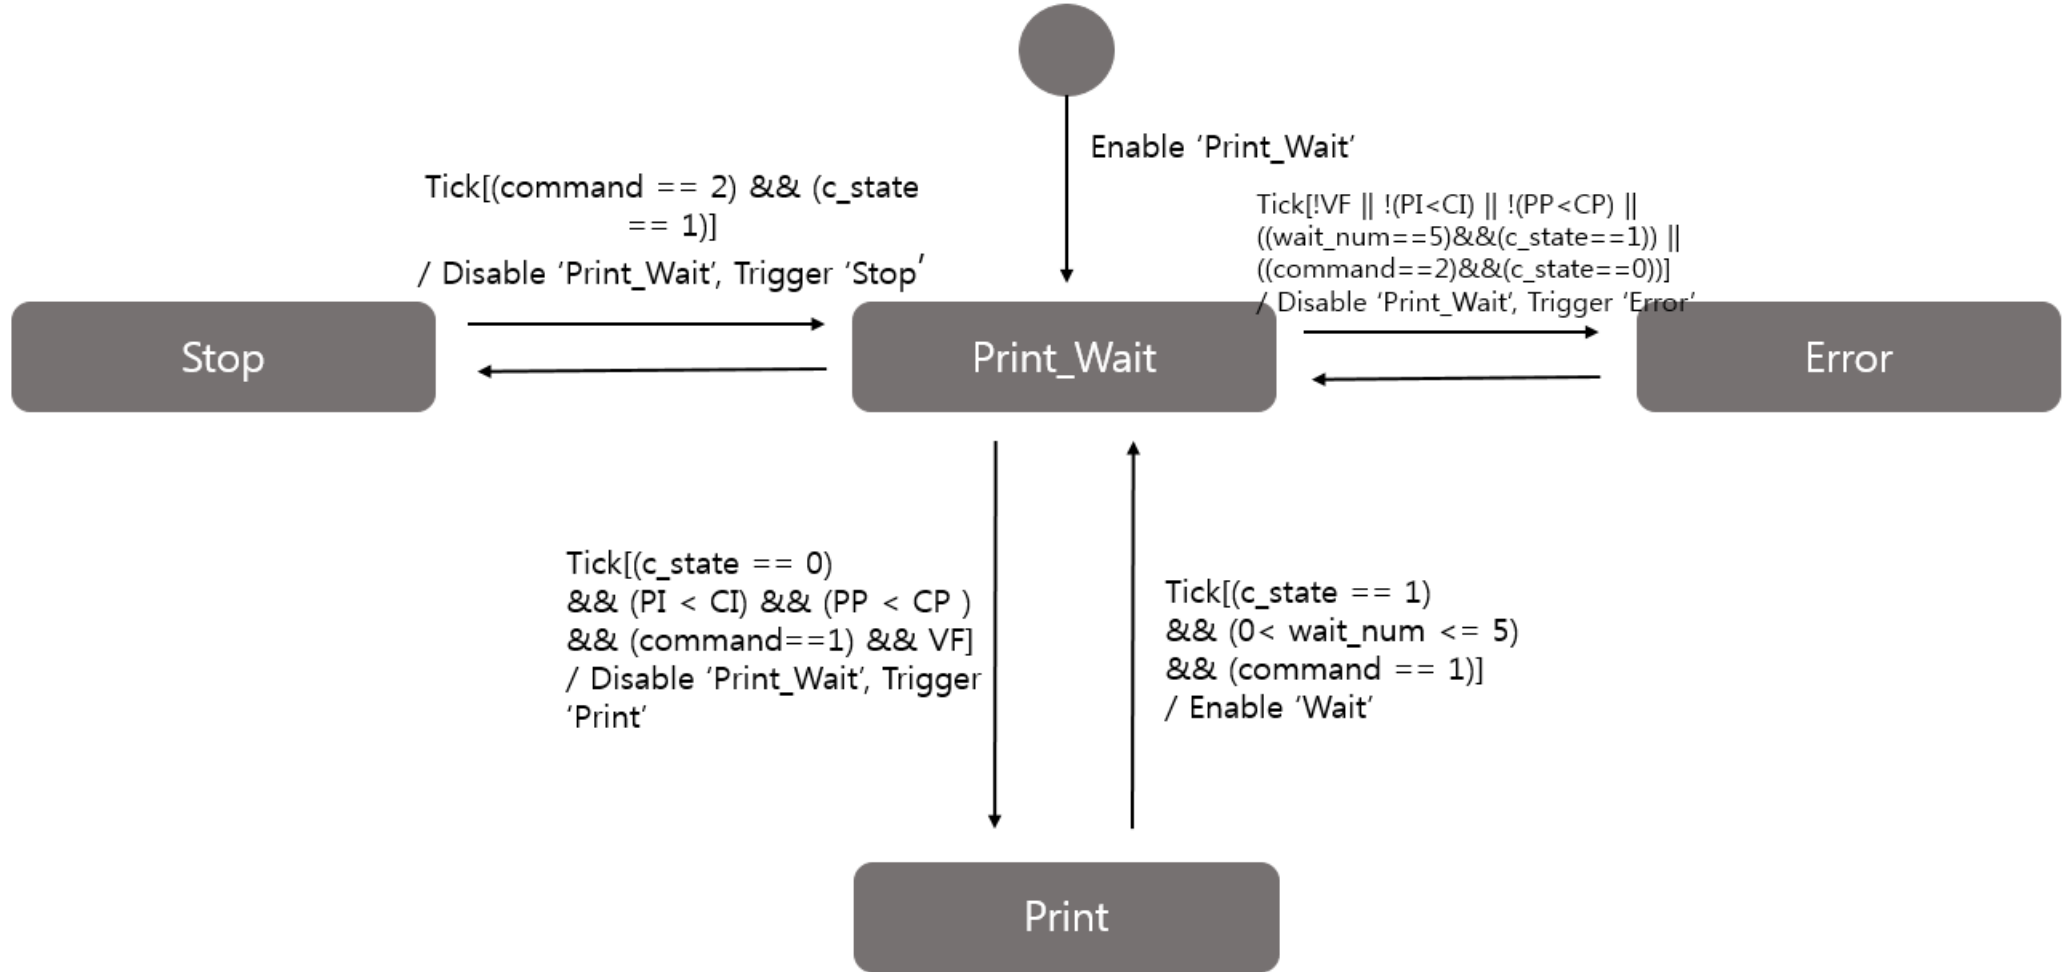 Enable ‘Print_Wait’
Tick[(command == 2) && (c_state
== 1)]
/ Disable ‘Print_Wait’, Trigger ‘Stop’
Tick[!VF || !(PI<CI) || !(PP<CP) ||
((wait_num==5)&&(c_state==1)) ||
((command==2)&&(c_state==0))]
/ Disable ‘Print_Wait’, Trigger ‘Error’
Stop
Print_Wait
Error
Tick[(c_state == 0)
&& (PI < CI) && (PP < CP )
&& (command==1) && VF]
/ Disable ‘Print_Wait’, Trigger
‘Print’
Tick[(c_state == 1)
&& (0< wait_num <= 5)
&& (command == 1)]
/ Enable ‘Wait’
Print